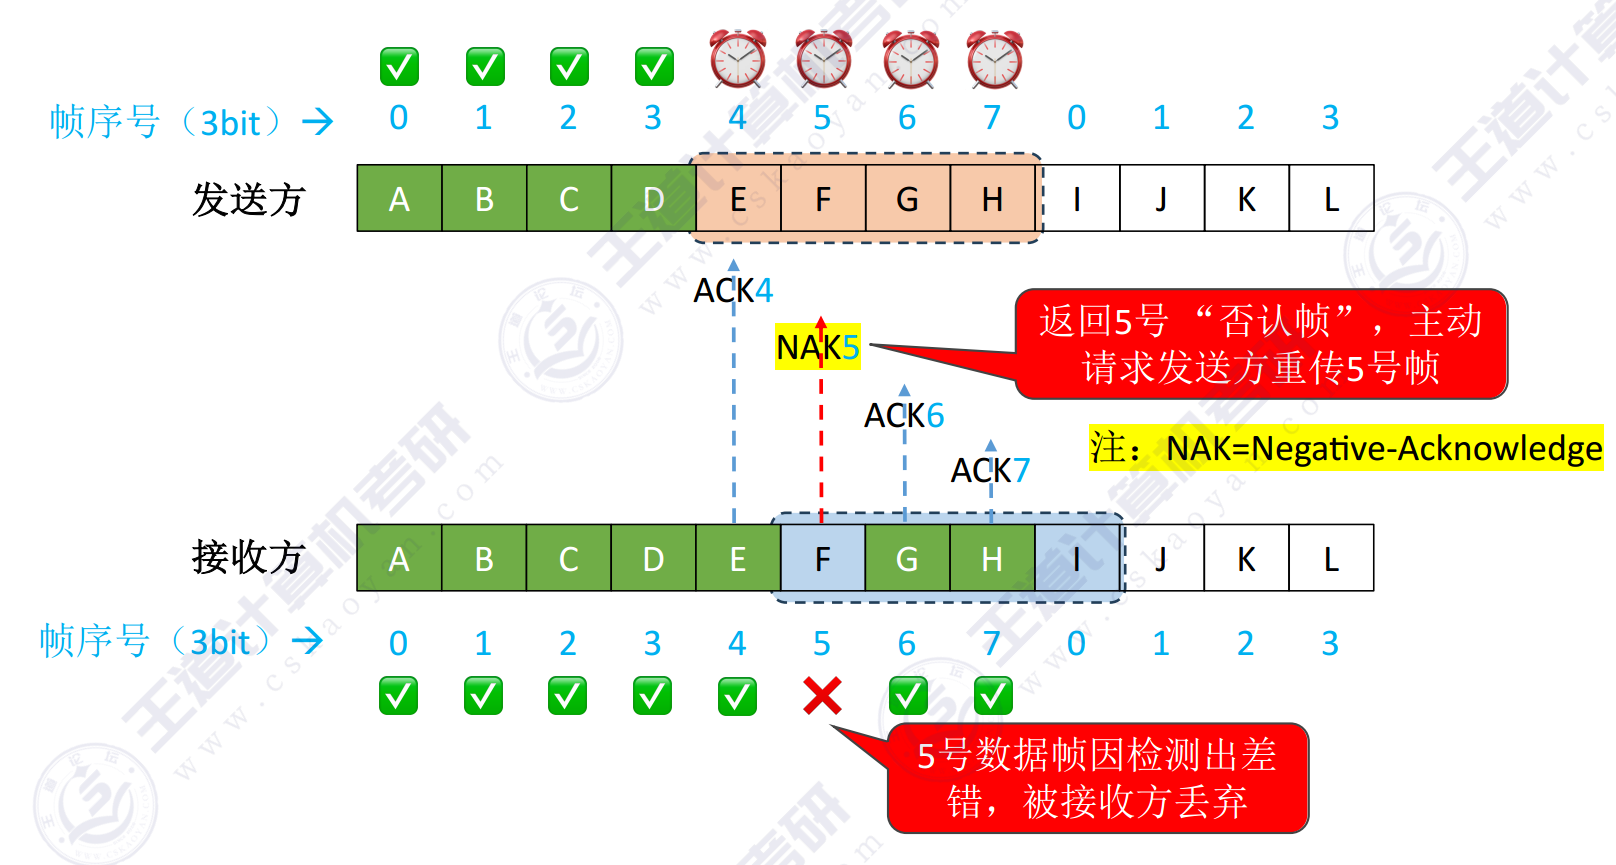 帧序号（3bit）→ 0 1 2 3 4 5 6 7 0 1 2 3
发送方 A B C D E F G H I J K L
ACK4
返回5号“否认帧”，主动
请求发送方重传5号帧
NAK5
ACK6
注：NAK=Negative-Acknowledge
ACK7
接收方 A B C D E F G H I J K L
帧序号（3bit）→ 0 1 2 3 4 5 6 7 0 1 2 3
5号数据帧因检测出差
错，被接收方丢弃
王道计算机考研
www.cskaoyan.com